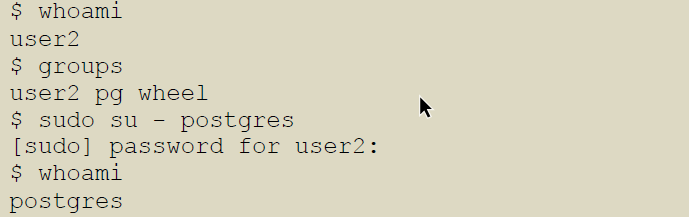 $ whoami
user2
$ groups
user2 pg wheel
$ sudo su - postgres
[sudo] password for user2:
$ whoami
postgres